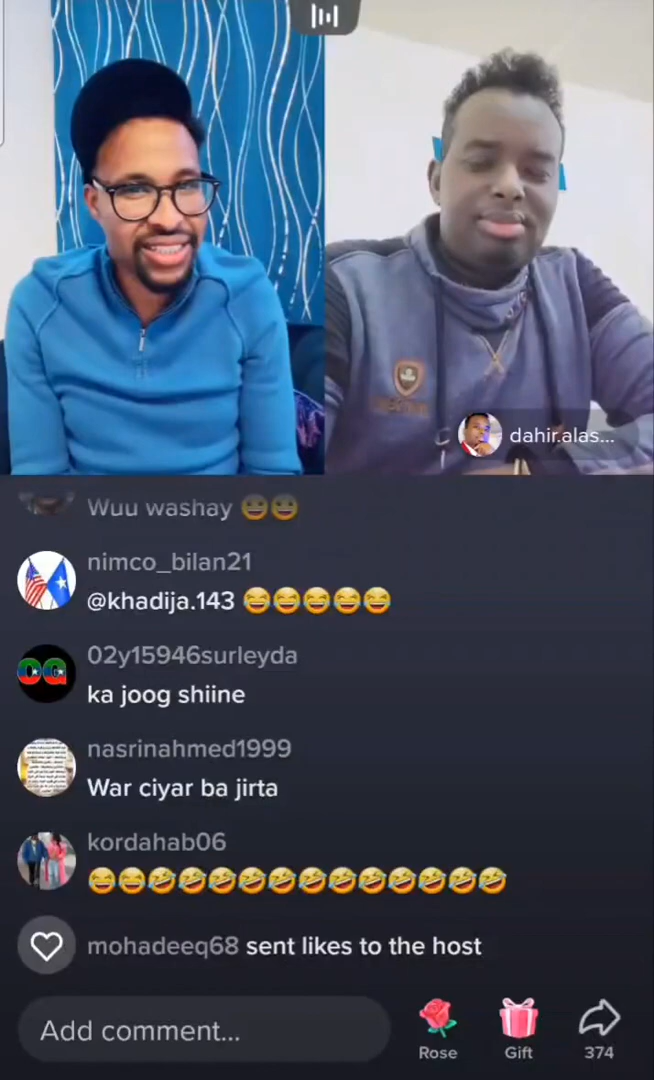 dahir.alas...
Wuu washay 😆😆
nimco_bilan21
@khadija.143 😂😂😂😂😂
02y15946surleyda
ka joog shiine
nasrinahmed1999
War ciyar ba jirta
kordahab06
😂😂🤣🤣🤣🤣🤣🤣🤣🤣🤣🤣🤣🤣
mohadeeq68 sent likes to the host
Add comment...
Rose
Gift
374